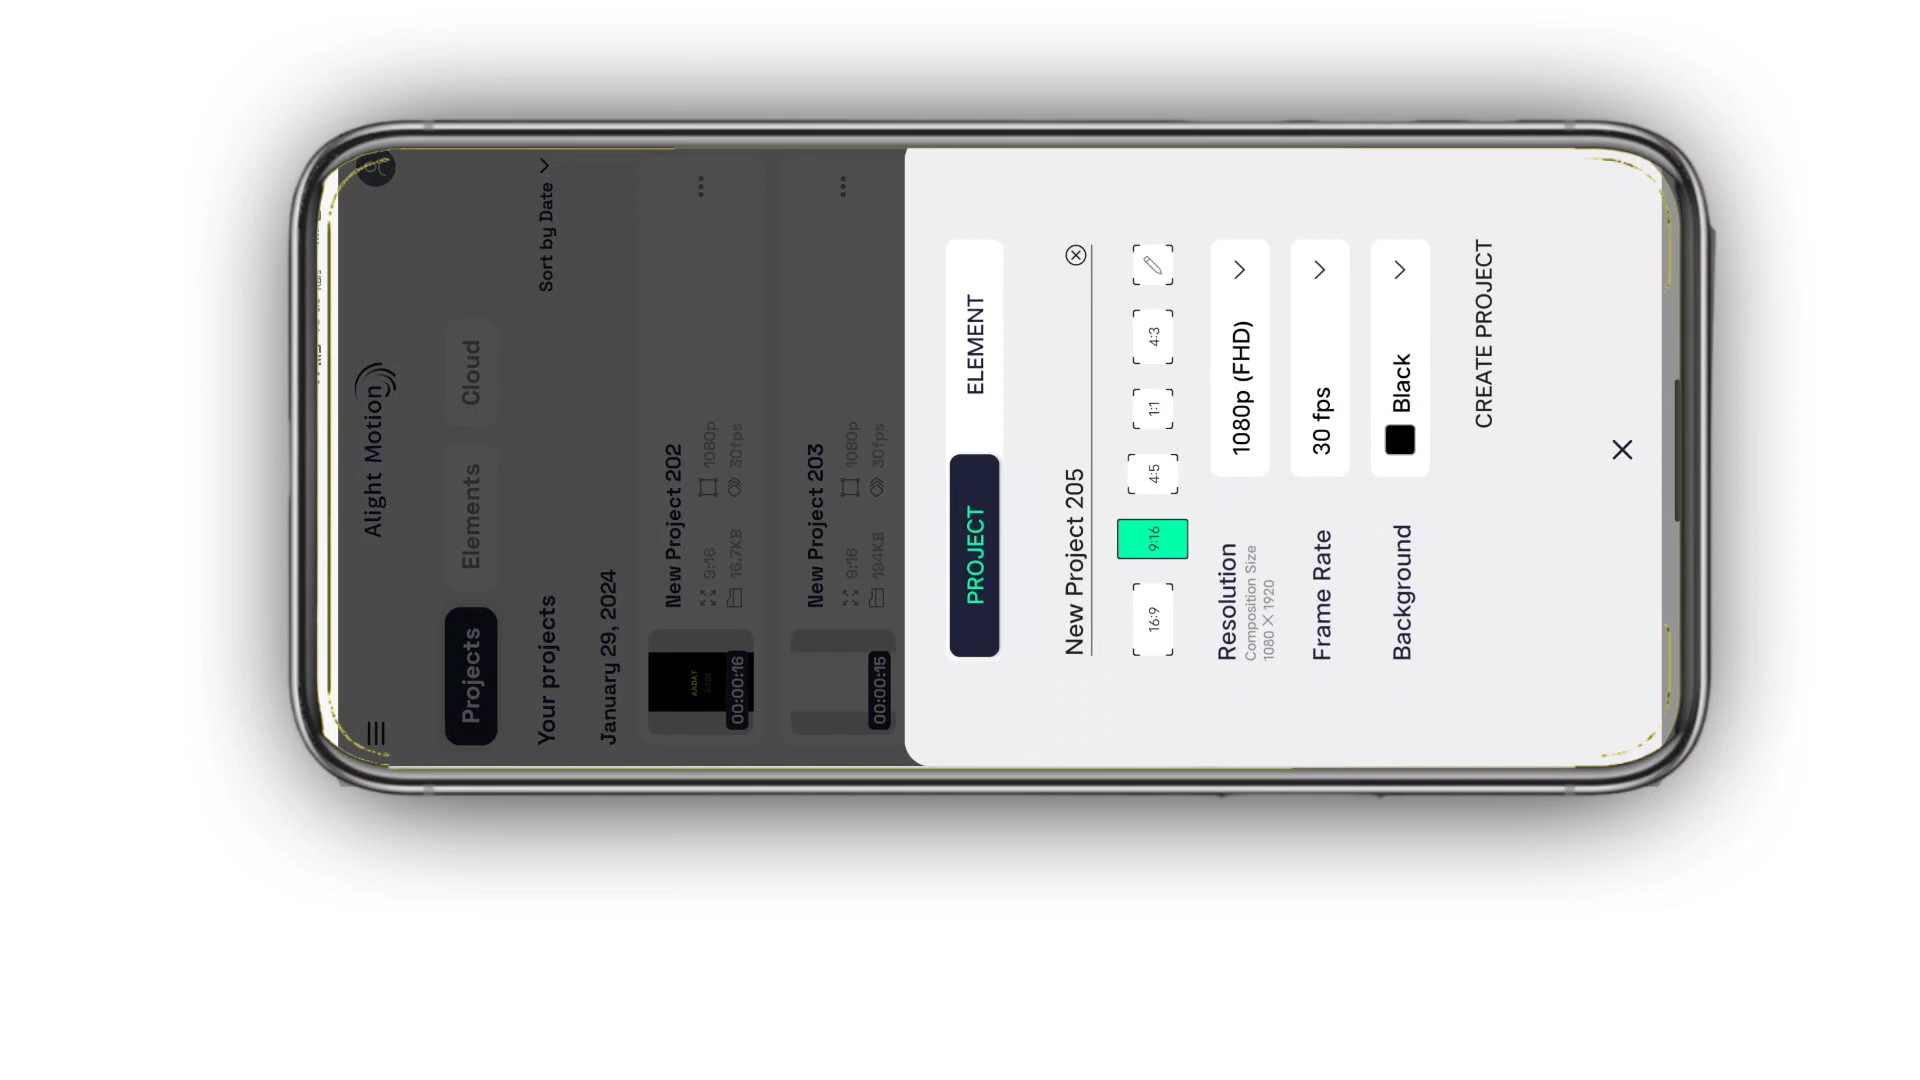 Alight Motion
Projects Elements Cloud
Your projects Sort by Date
January 29, 2024
New Project 202
9:16 1080p
16.7KB 30fps
00:00:16
New Project 203
9:16 1080p
194KB 30fps
00:00:15
PROJECT ELEMENT
New Project 205
16:9 9:16 4:5 1:1 4:3
Resolution 1080p (FHD)
Composition Size
1080 X 1920
Frame Rate 30 fps
Background Black
CREATE PROJECT